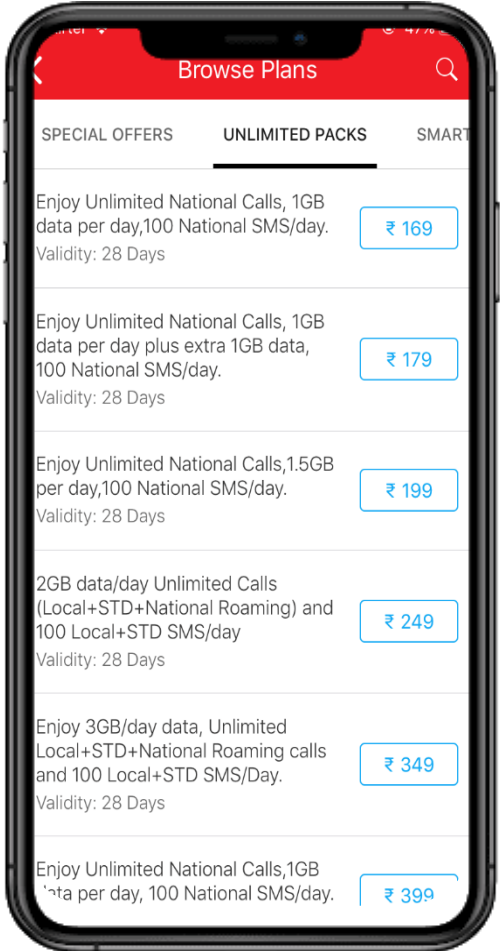 47%
Browse Plans
SPECIAL OFFERS UNLIMITED PACKS SMART
Enjoy Unlimited National Calls, 1GB
data per day,100 National SMS/day.
Validity: 28 Days
₹ 169
Enjoy Unlimited National Calls, 1GB
data per day plus extra 1GB data,
100 National SMS/day.
Validity: 28 Days
₹ 179
Enjoy Unlimited National Calls,1.5GB
per day,100 National SMS/day.
Validity: 28 Days
₹ 199
2GB data/day Unlimited Calls
(Local+STD+National Roaming) and
100 Local+STD SMS/day
Validity: 28 Days
₹ 249
Enjoy 3GB/day data, Unlimited
Local+STD+National Roaming calls
and 100 Local+STD SMS/Day.
Validity: 28 Days
₹ 349
Enjoy Unlimited National Calls,1GB
per day, 100 National SMS/day.
₹ 399